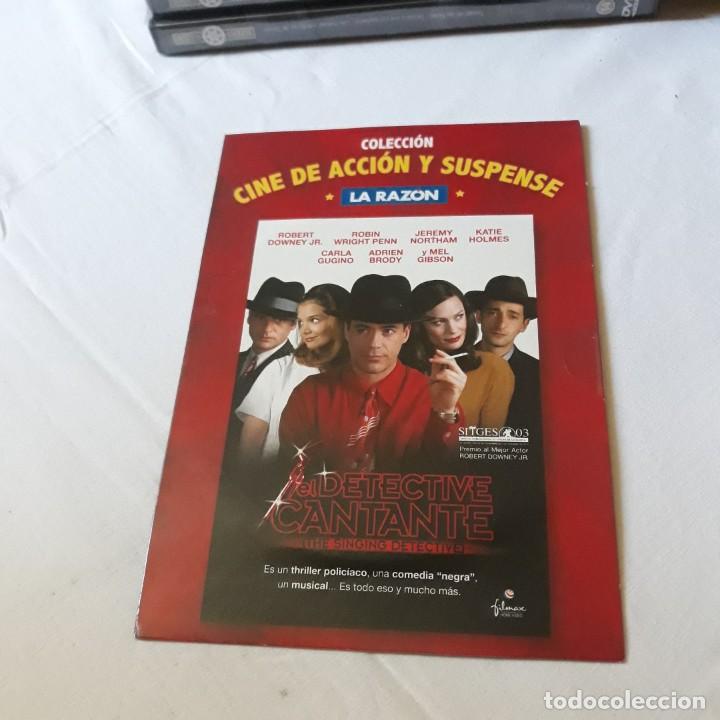 COLECCIÓN
CINE DE ACCIÓN Y SUSPENSE
LA RAZON
ROBERT DOWNEY JR.
ROBIN WRIGHT PENN
JEREMY NORTHAM
KATIE HOLMES
CARLA GUGINO
ADRIEN BRODY
y MEL GIBSON
SITGES 03
Premio al Mejor Actor
ROBERT DOWNEY JR.
el DETECTIVE
CANTANTE
(THE SINGING DETECTIVE)
Es un thriller policíaco, una comedia "negra",
un musical... Es todo eso y mucho más.
filmax
HOME VIDEO
todocoleccion